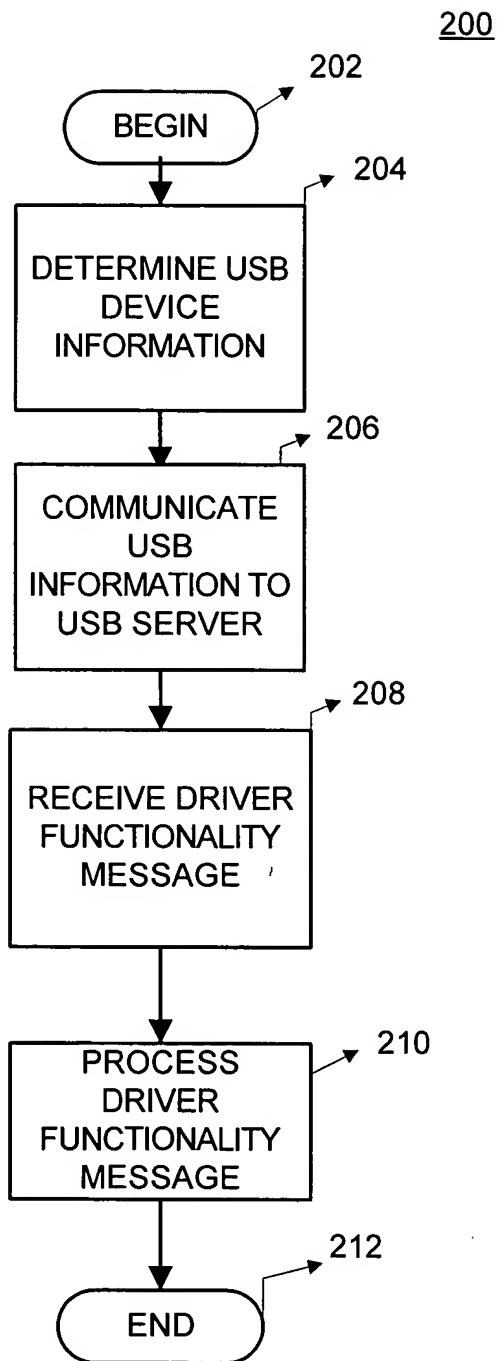 200
202
BEGIN
204
DETERMINE USB
DEVICE
INFORMATION
206
COMMUNICATE
USB
INFORMATION TO
USB SERVER
208
RECEIVE DRIVER
FUNCTIONALITY
MESSAGE
210
PROCESS
DRIVER
FUNCTIONALITY
MESSAGE
212
END